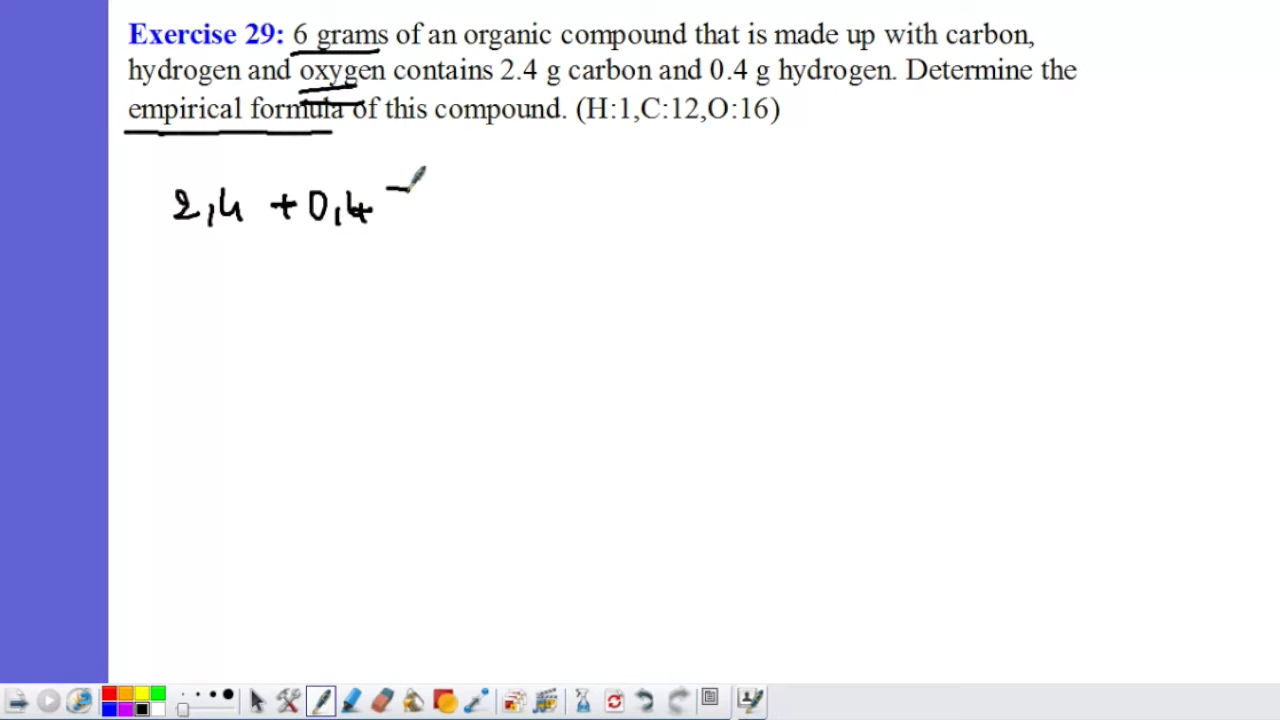 Exercise 29: 6 grams of an organic compound that is made up with carbon,
hydrogen and oxygen contains 2.4 g carbon and 0.4 g hydrogen. Determine the
empirical formula of this compound. (H:1,C:12,O:16)
2,4 + 0,4